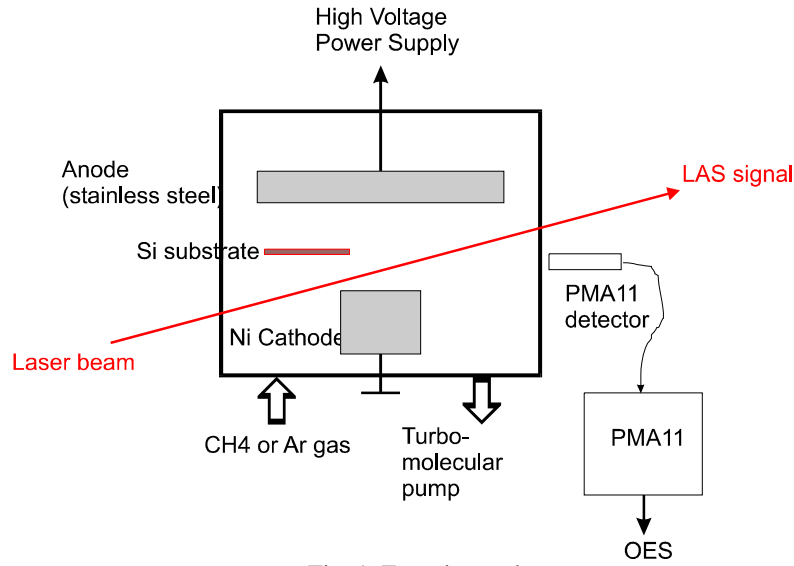 High Voltage
Power Supply
Anode
(stainless steel)
LAS signal
Si substrate
PMA11
detector
Ni Cathode
Laser beam
CH4 or Ar gas
Turbo-
molecular
pump
PMA11
OES